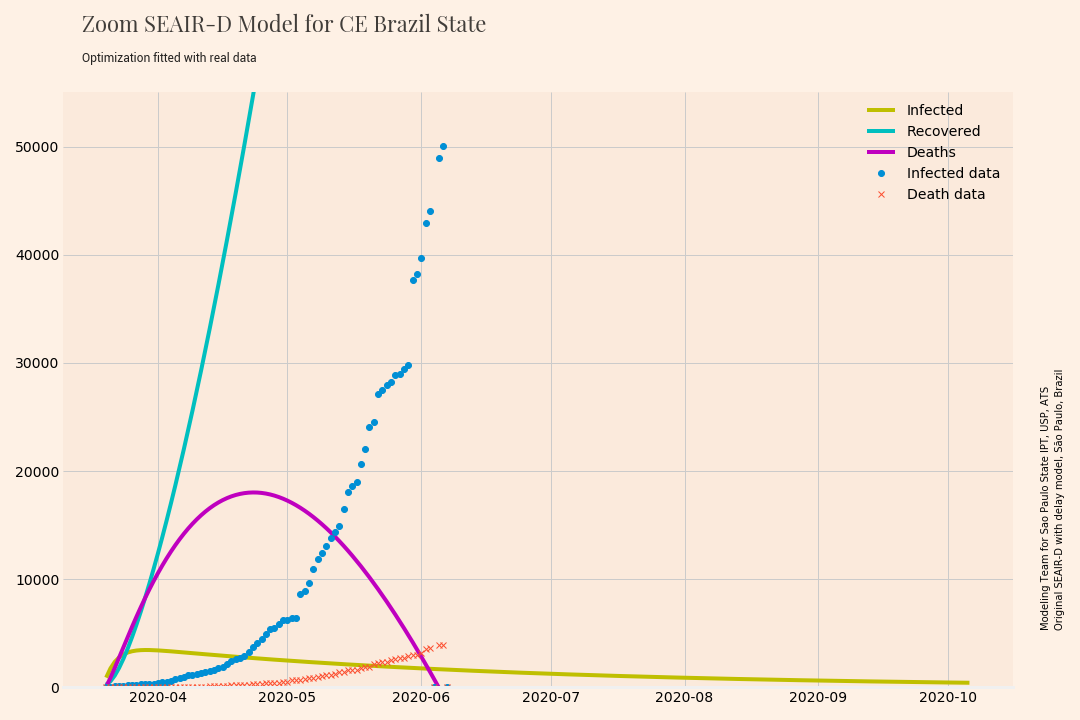 Zoom SEAIR-D Model for CE Brazil State
Optimization fitted with real data
Infected
Recovered
Deaths
Infected data
Death data
50000
40000
30000
20000
10000
0
2020-04
2020-05
2020-06
2020-07
2020-08
2020-09
2020-10
Modeling Team for Sao Paulo State IPT, USP, ATS
Original SEAIR-D with delay model, São Paulo, Brazil